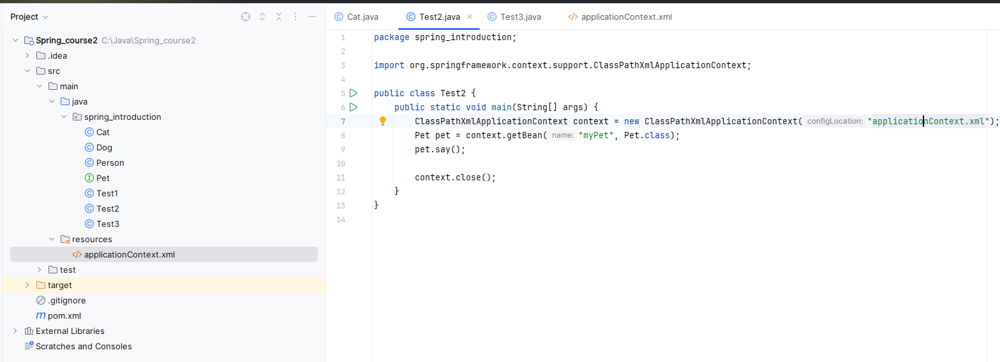 Project
Spring_course2 C:\Java\Spring_course2
.idea
src
main
java
spring_introduction
Cat
Dog
Person
Pet
Test1
Test2
Test3
resources
applicationContext.xml
test
target
.gitignore
pom.xml
External Libraries
Scratches and Consoles
Cat.java Test2.java Test3.java applicationContext.xml
1 package spring_introduction;
2
3 import org.springframework.context.support.ClassPathXmlApplicationContext;
4
5 public class Test2 {
6 public static void main(String[] args) {
7 ClassPathXmlApplicationContext context = new ClassPathXmlApplicationContext( configLocation: "applicationContext.xml");
8 Pet pet = context.getBean( name: "myPet", Pet.class);
9 pet.say();
10
11 context.close();
12 }
13 }
14